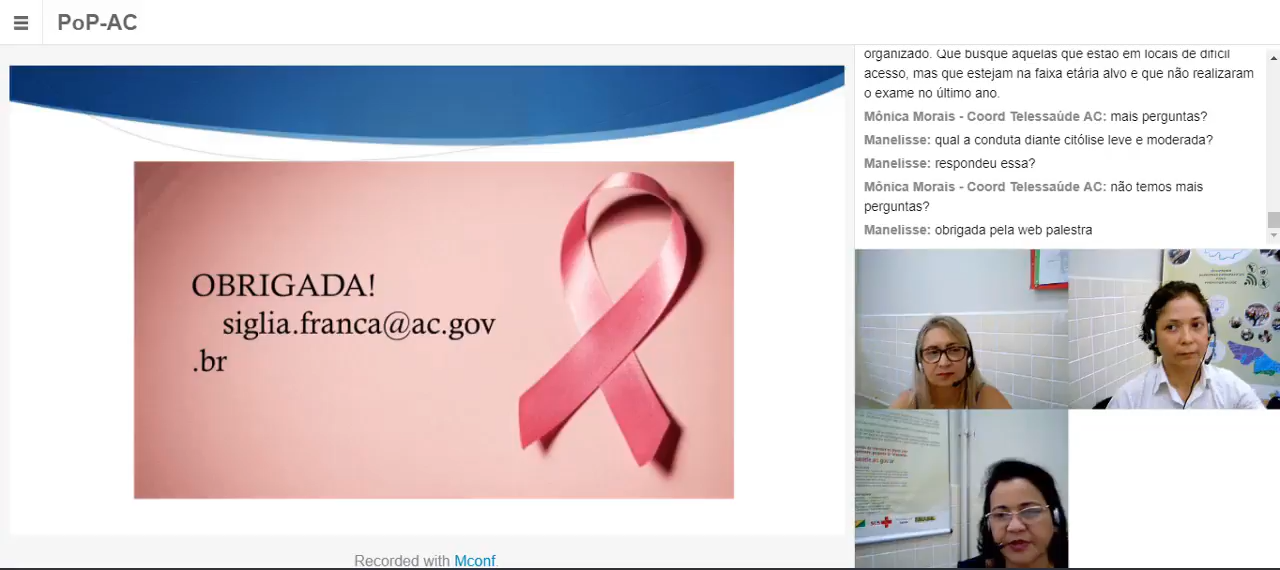 PoP-AC
OBRIGADA!
siglia.franca@ac.gov
.br
Recorded with Mconf.
organizado. Que busque aquelas que estão em locais de difícil
acesso, mas que estejam na faixa etária alvo e que não realizaram
o exame no último ano.
Mônica Morais - Coord Telessaúde AC: mais perguntas?
Manelisse: qual a conduta diante citólise leve e moderada?
Manelisse: respondeu essa?
Mônica Morais - Coord Telessaúde AC: não temos mais
perguntas?
Manelisse: obrigada pela web palestra